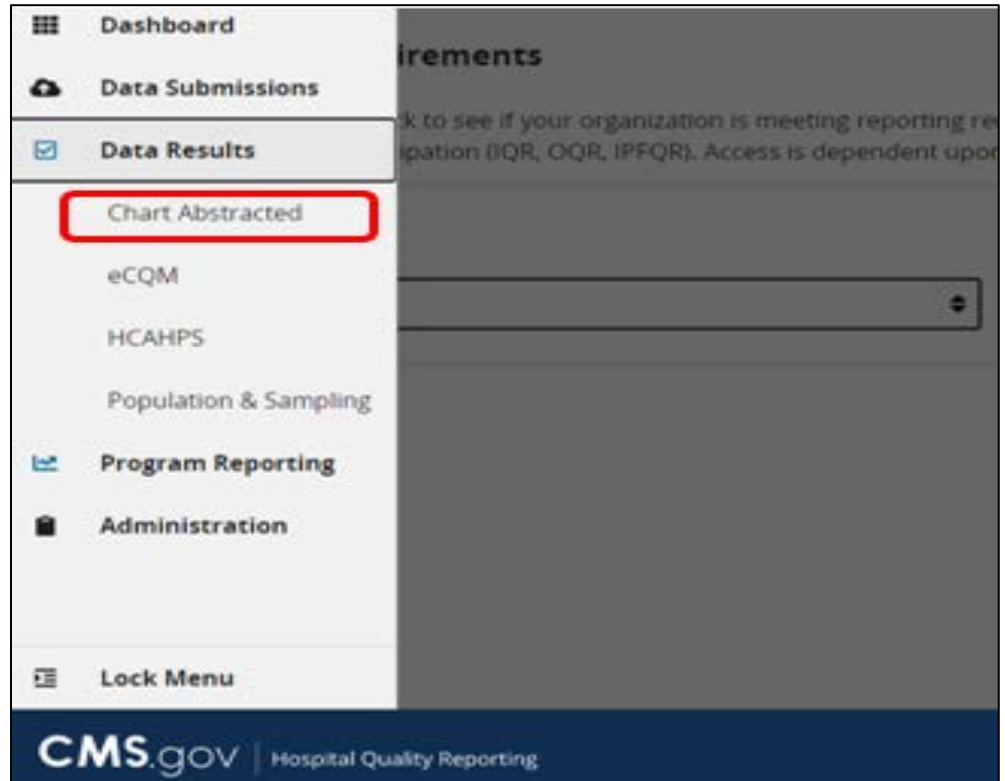 Dashboard
irements
Data Submissions
k to see if your organization is meeting reporting re
Data Results
ipation (IQR, OQR, IPFQR). Access is dependent upon
Chart Abstracted
eCQM
HCAHPS
Population & Sampling
Program Reporting
Administration
Lock Menu
CMS.gov | Hospital Quality Reporting